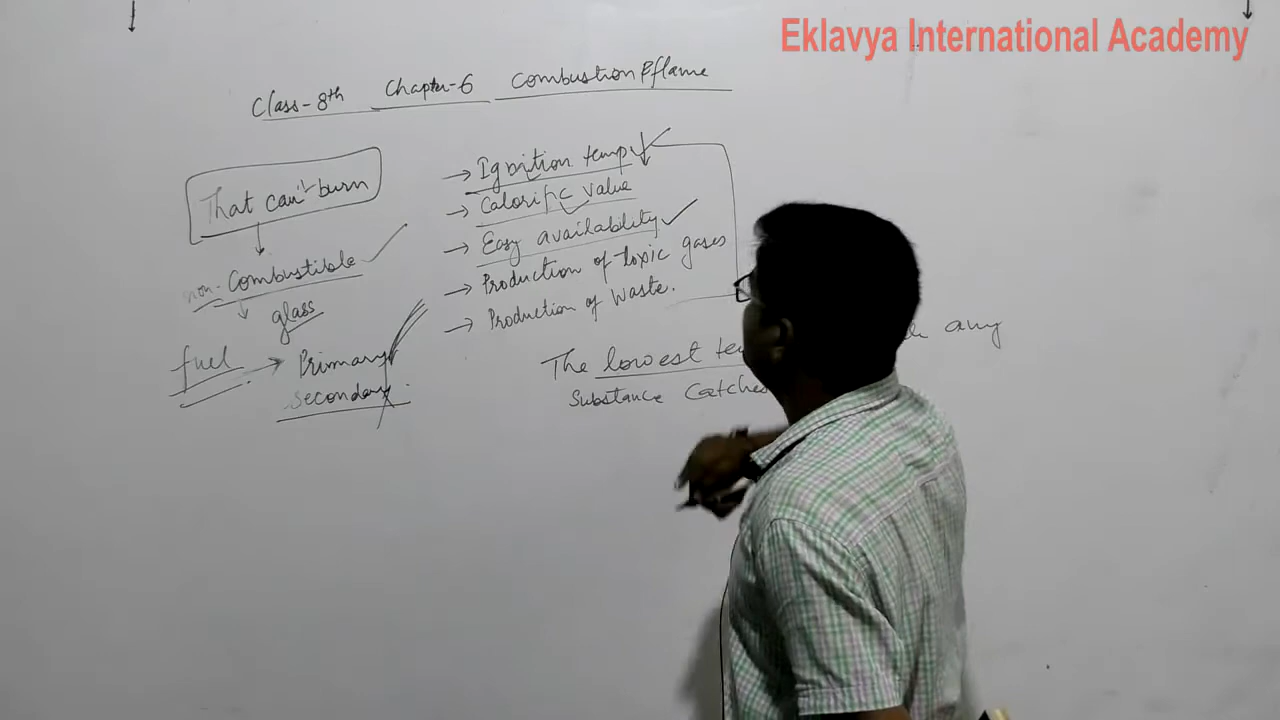 Eklavya International Academy
Class-8th Chapter-6 Combustion & flame
That can't burn
non-Combustible
glass
fuel → Primary
secondary
→ Ignition temp ↓
→ Calorific value
→ Easy availability
→ Production of toxic gases
→ Production of Waste.
The lowest any
Substance Catches